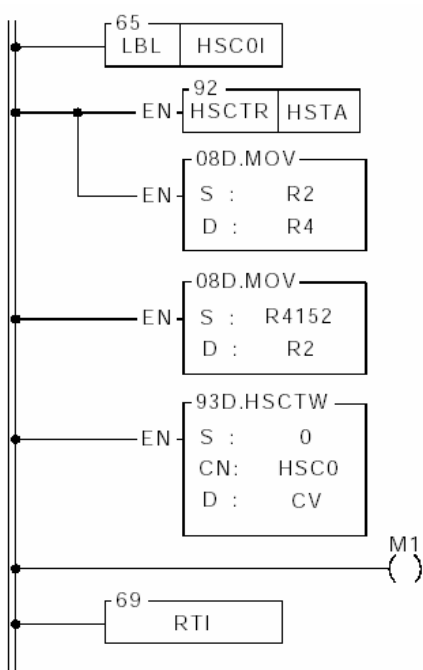 65
LBL HSC0I
92
EN HSCTR HSTA
08D.MOV
EN S : R2
D : R4
08D.MOV
EN S : R4152
D : R2
93D.HSCTW
EN S : 0
CN: HSC0
D : CV
M1
( )
69
RTI